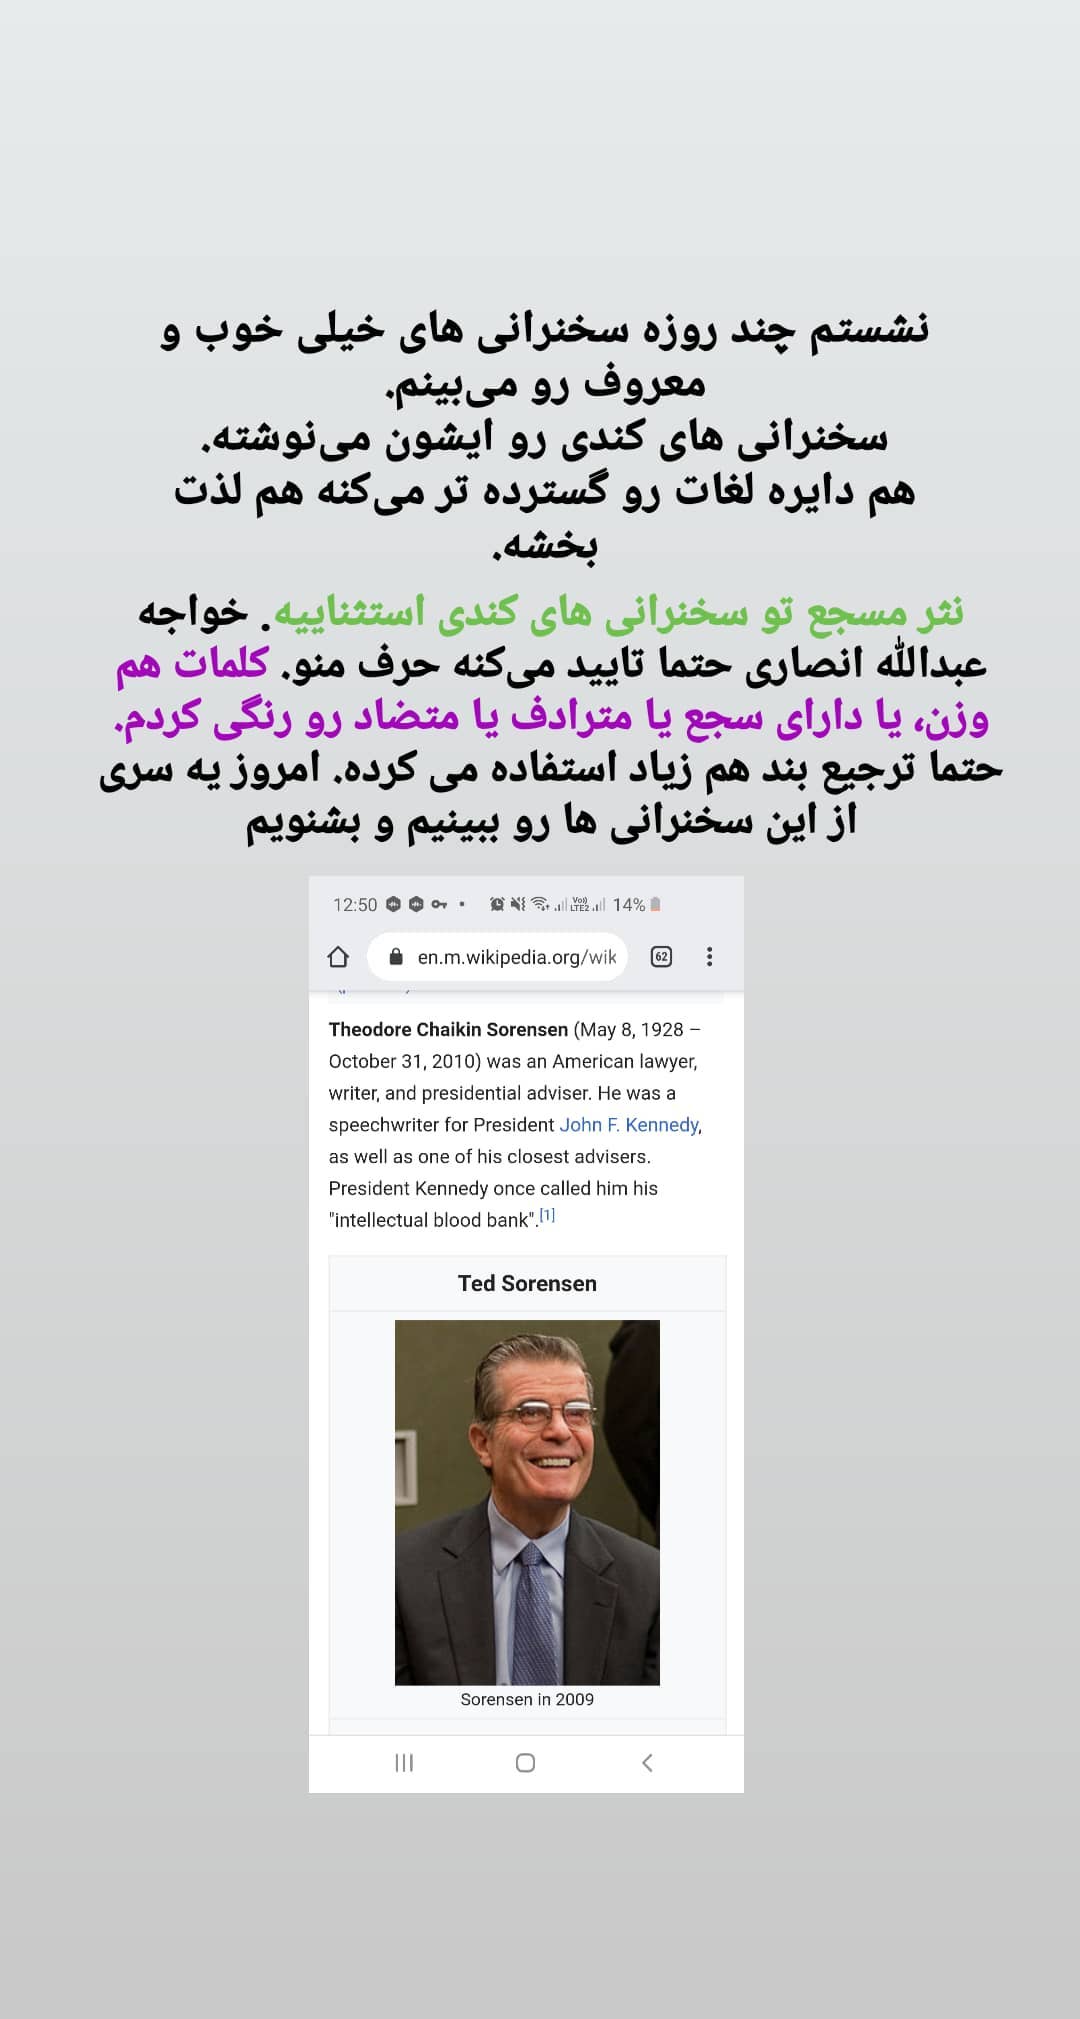 نشستم چند روزه سخنرانی های خیلی خوب و
معروف رو می‌بینم.
سخنرانی های کندی رو ایشون می‌نوشته.
هم دایره لغات رو گسترده تر می‌کنه هم لذت
بخشه.
نثر مسجع تو سخنرانی های کندی استثناییه. خواجه
عبدالله انصاری حتما تایید می‌کنه حرف منو. کلمات هم
وزن، یا دارای سجع یا مترادف یا متضاد رو رنگی کردم.
حتما ترجیع بند هم زیاد استفاده می کرده. امروز یه سری
از این سخنرانی ها رو ببینیم و بشنویم
12:50 VoJ) LTE2 14%
en.m.wikipedia.org/wik 62
Theodore Chaikin Sorensen (May 8, 1928 –
October 31, 2010) was an American lawyer,
writer, and presidential adviser. He was a
speechwriter for President John F. Kennedy,
as well as one of his closest advisers.
President Kennedy once called him his
"intellectual blood bank".[1]
Ted Sorensen
Sorensen in 2009